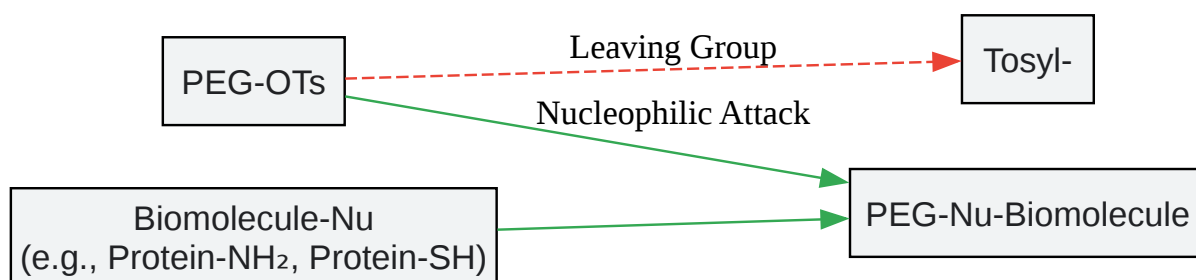 Leaving Group
Tosyl-
PEG-OTs
Nucleophilic Attack
Biomolecule-Nu
(e.g., Protein-NH₂, Protein-SH)
PEG-Nu-Biomolecule